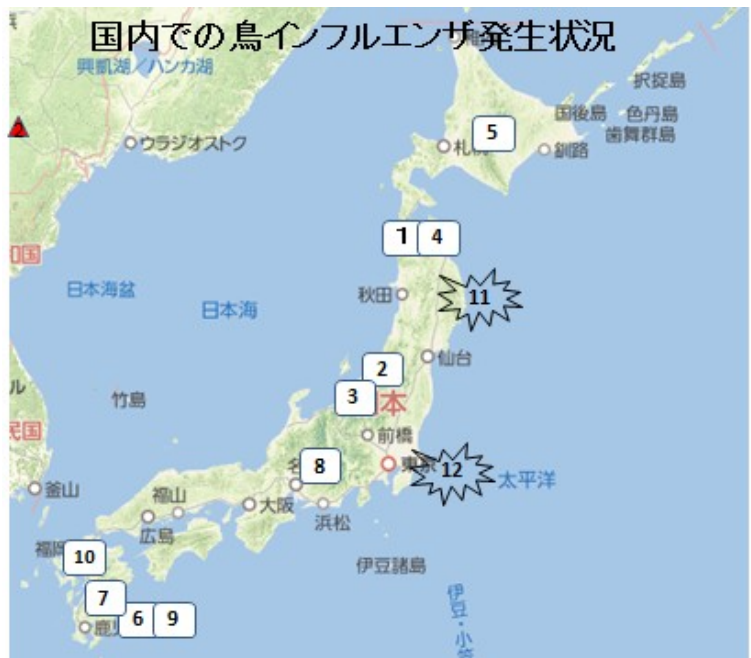 国内での鳥インフルエンザ発生状況
興凱湖／ハンカ湖
択捉島
国後島 色丹島
歯舞群島
ウラジオストク
5
釧路
1 4
日本海盆
日本海
秋田
11
仙台
2
3
本
竹島
前橋
8
東京
12
太平洋
釜山
福山
大阪
浜松
広島
伊豆諸島
10
7
6 9
伊豆・小笠